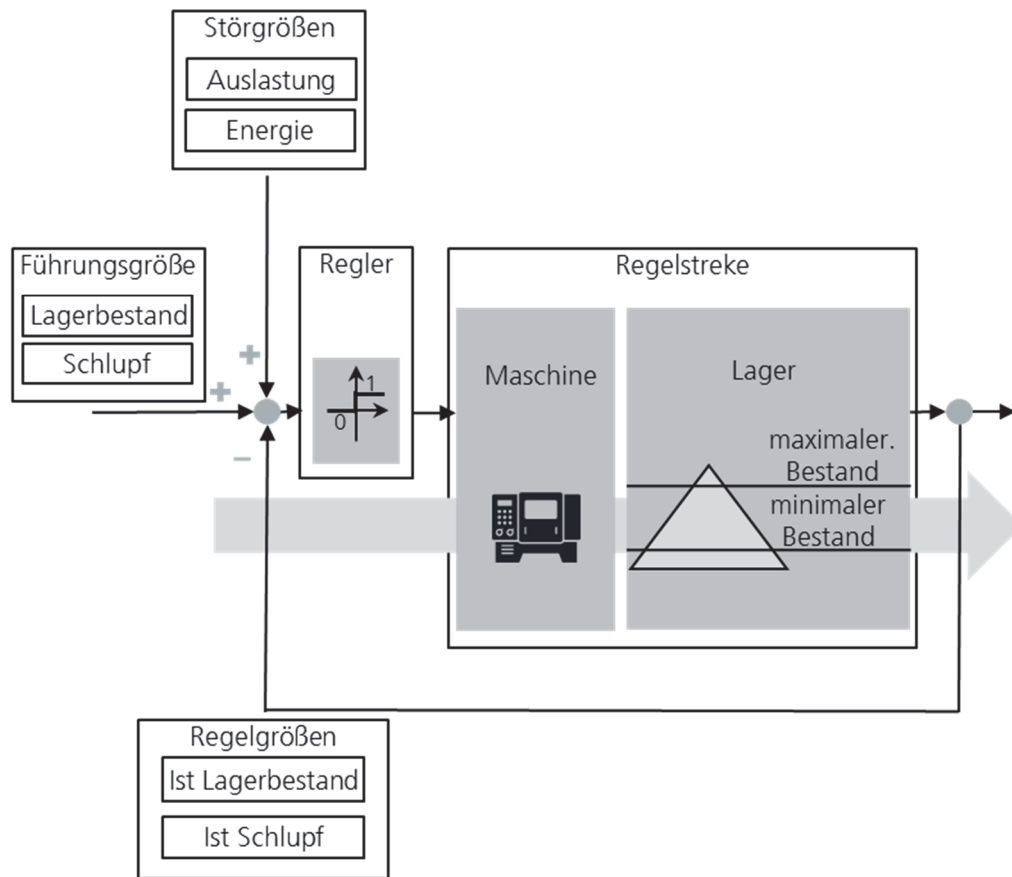 Störgrößen
Auslastung
Energie
Führungsgröße
Lagerbestand
Schlupf
Regler
1
0
Regelstreke
Maschine
Lager
maximaler.
Bestand
minimaler
Bestand
Regelgrößen
Ist Lagerbestand
Ist Schlupf